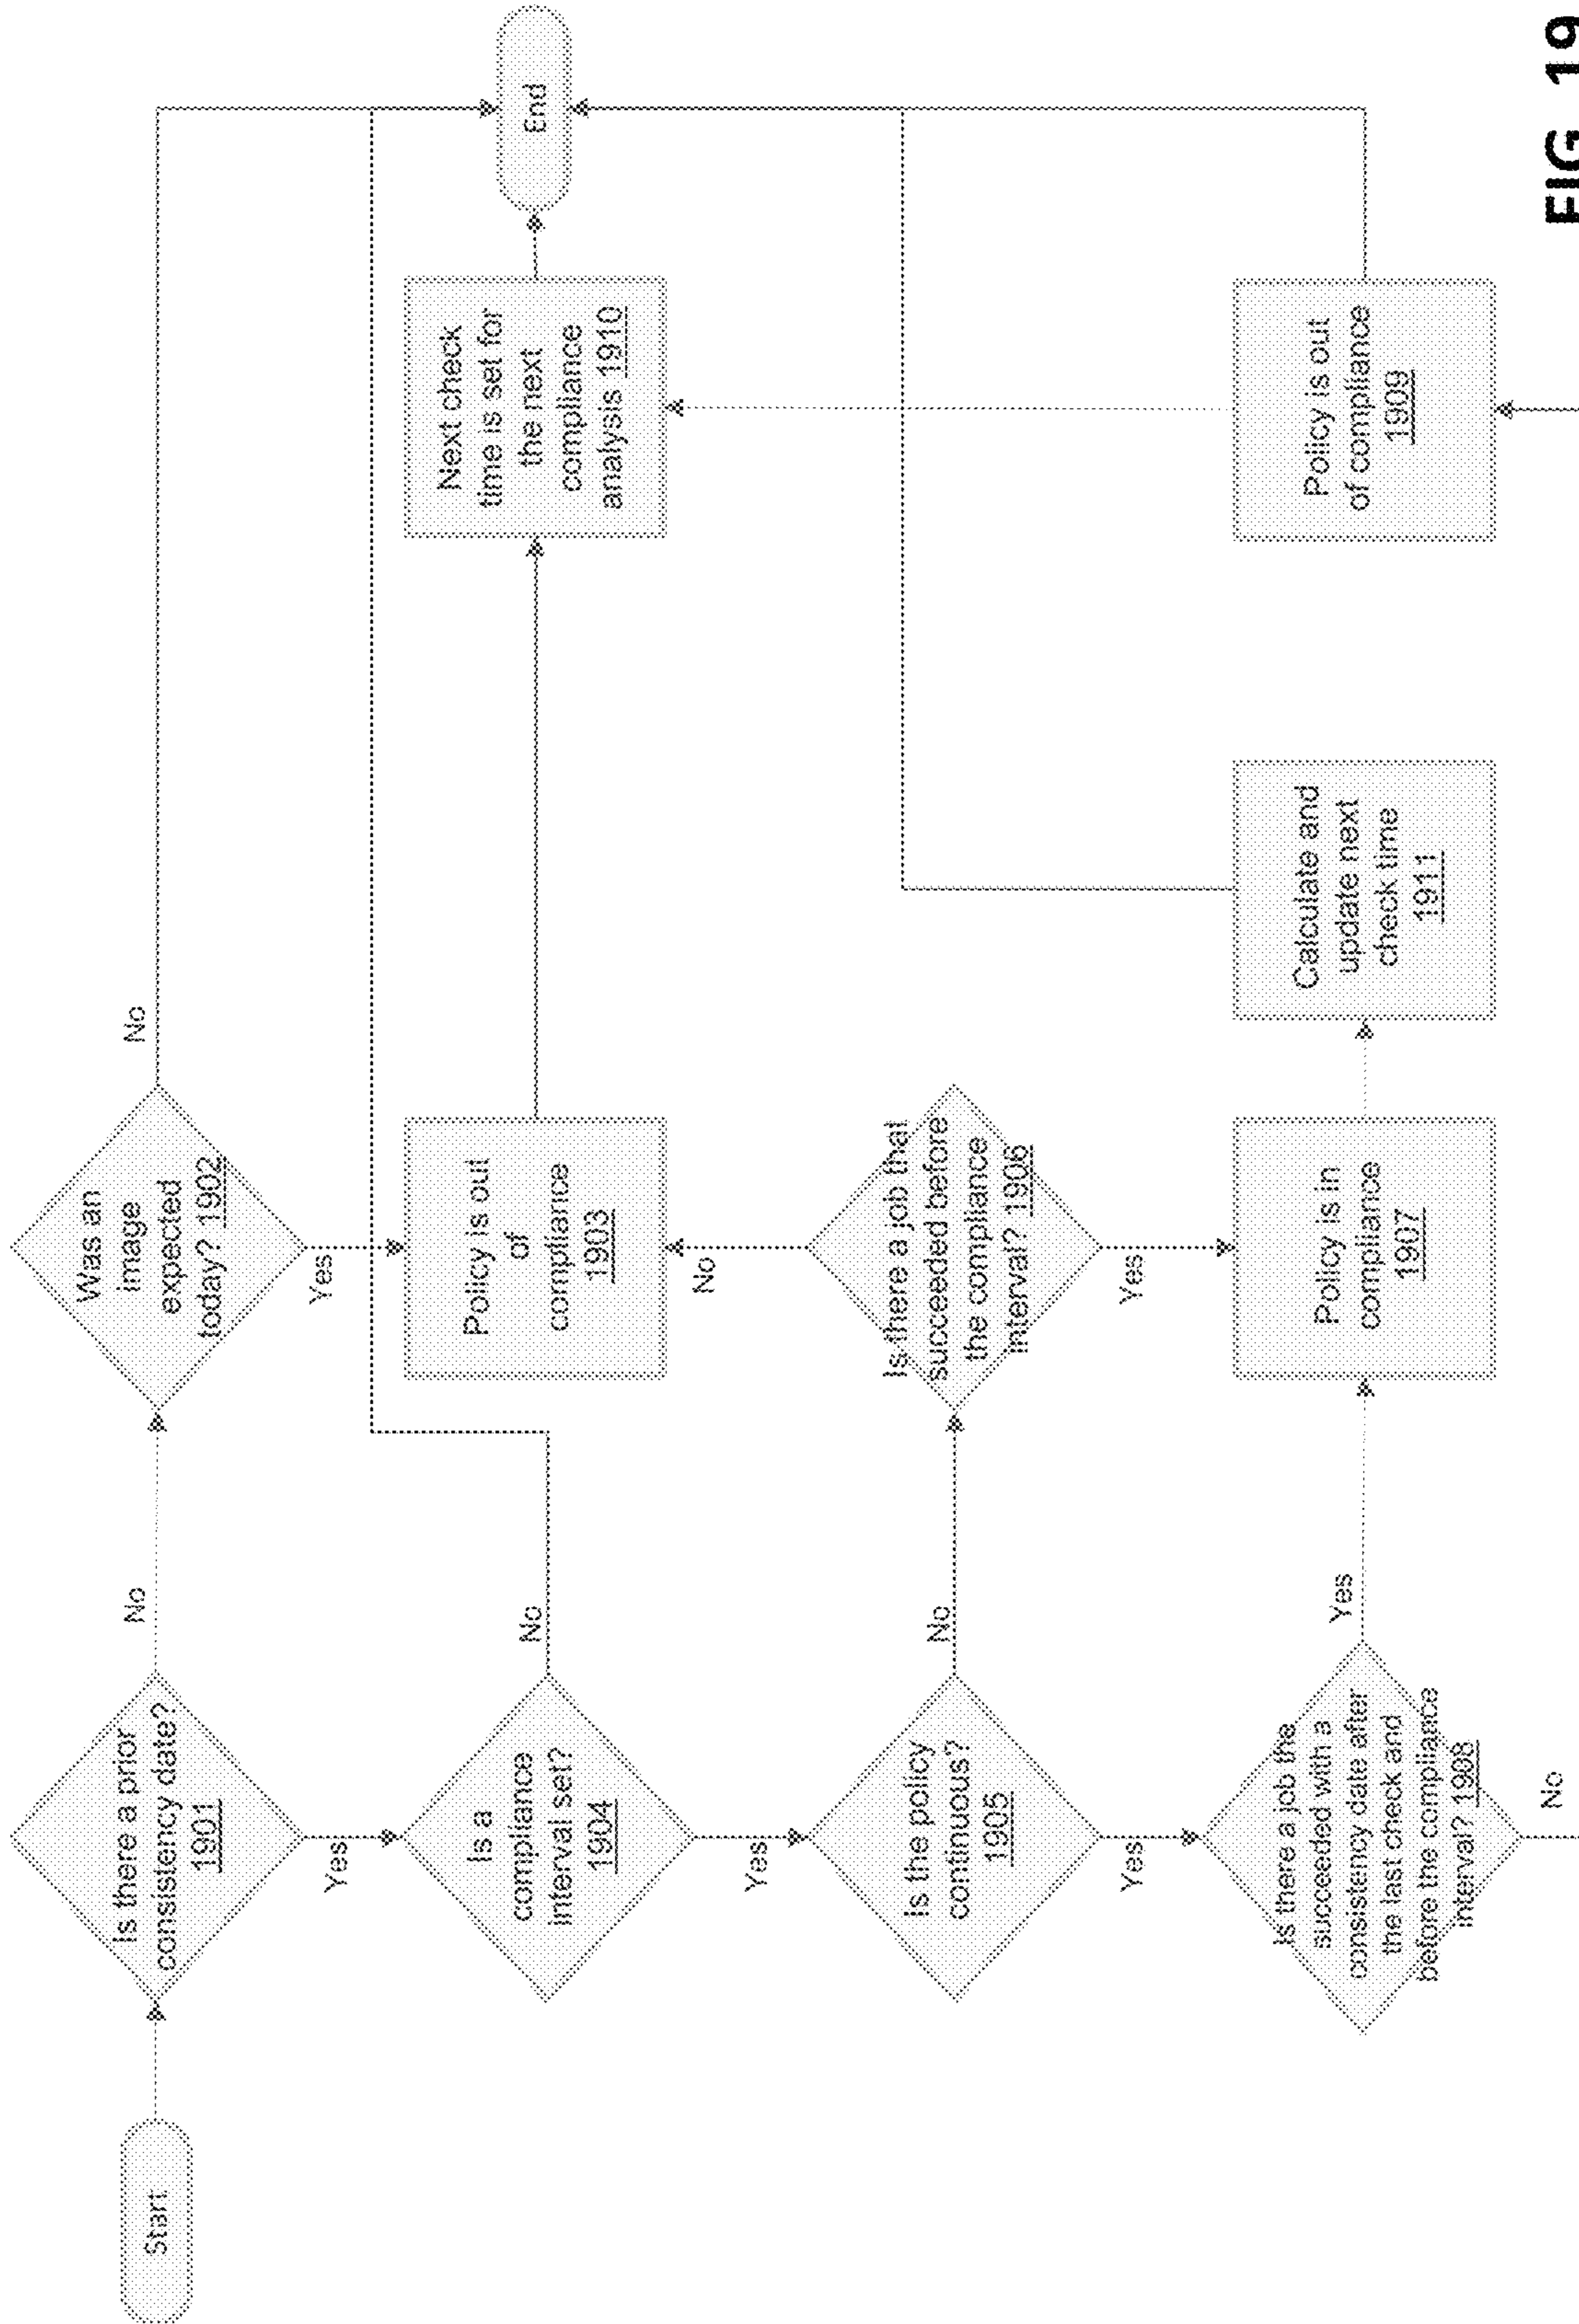 Start
Is there a prior
consistency date?
1901
No
Was an
image
expected
today? 1902
No
Yes
Yes
Is a
compliance
interval set?
1904
No
Policy is out
of
compliance
1903
Next check
time is set for
the next
compliance
analysis 1910
End
Yes
No
Is the policy
continuous?
1905
No
Is there a job that
succeeded before
the compliance
interval? 1906
Yes
Yes
Is there a job the
succeeded with a
consistency date after
the last check and
before the compliance
interval? 1908
Yes
Policy is in
compliance
1907
Calculate and
update next
check time
1911
Policy is out
of compliance
1909
No
FIG. 19